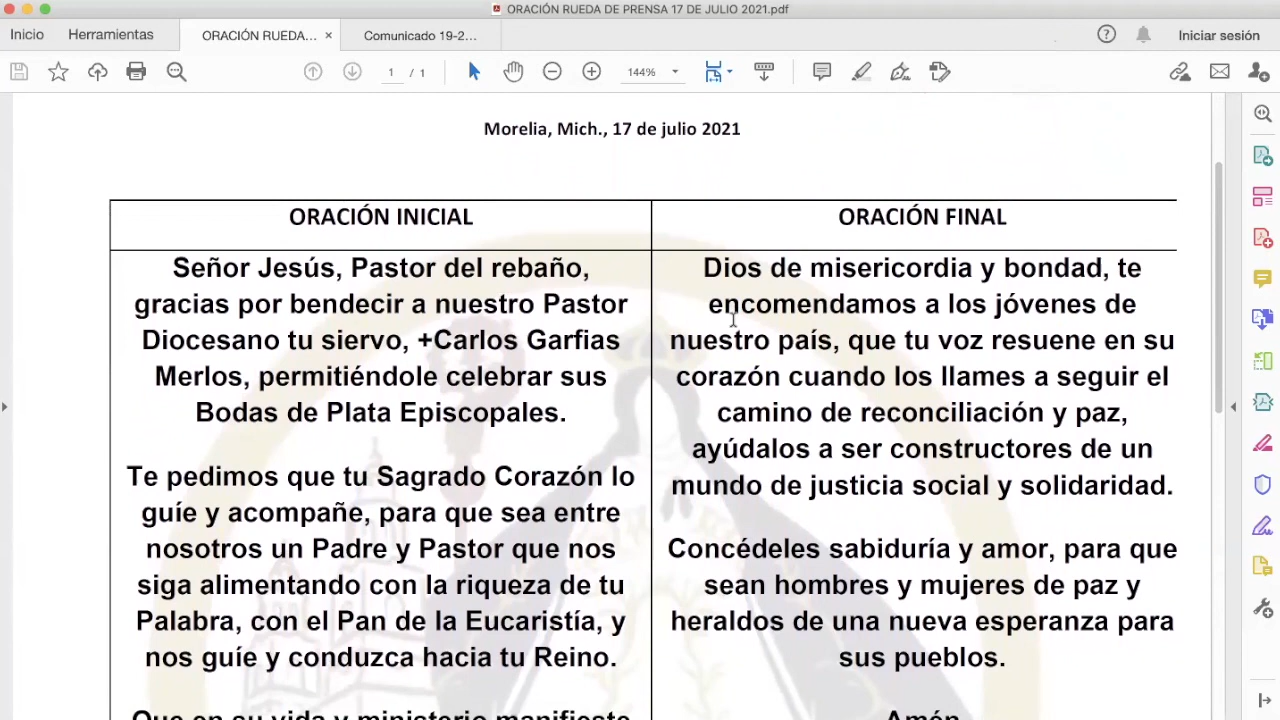 ORACIÓN RUEDA DE PRENSA 17 DE JULIO 2021.pdf
Inicio
Herramientas
ORACIÓN RUEDA... ×
Comunicado 19-2...
Iniciar sesión
1 / 1
144%
Morelia, Mich., 17 de julio 2021
ORACIÓN INICIAL
Señor Jesús, Pastor del rebaño,
gracias por bendecir a nuestro Pastor
Diocesano tu siervo, +Carlos Garfias
Merlos, permitiéndole celebrar sus
Bodas de Plata Episcopales.
Te pedimos que tu Sagrado Corazón lo
guíe y acompañe, para que sea entre
nosotros un Padre y Pastor que nos
siga alimentando con la riqueza de tu
Palabra, con el Pan de la Eucaristía, y
nos guíe y conduzca hacia tu Reino.
Que en su vida y ministerio manifieste
ORACIÓN FINAL
Dios de misericordia y bondad, te
encomendamos a los jóvenes de
nuestro país, que tu voz resuene en su
corazón cuando los llames a seguir el
camino de reconciliación y paz,
ayúdalos a ser constructores de un
mundo de justicia social y solidaridad.
Concédeles sabiduría y amor, para que
sean hombres y mujeres de paz y
heraldos de una nueva esperanza para
sus pueblos.
Amén